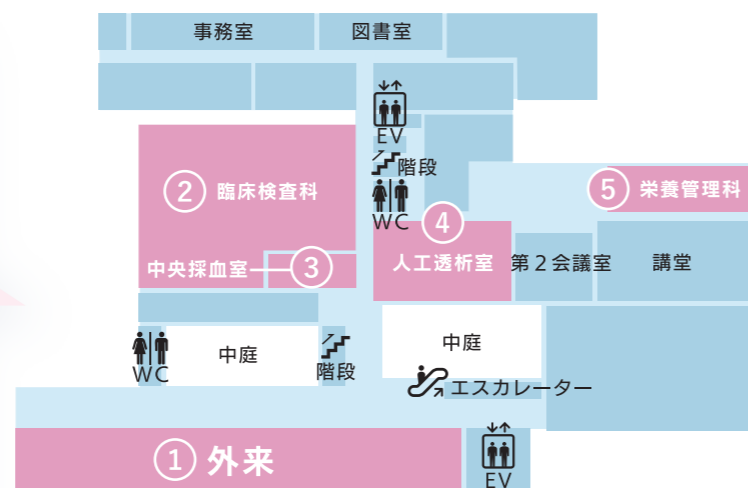 事務室
図書室
EV
階段
② 臨床検査科
⑤ 栄養管理科
WC
④
人工透析室
第2会議室
講堂
中央採血室
③
中庭
中庭
WC
階段
エスカレーター
① 外来
EV